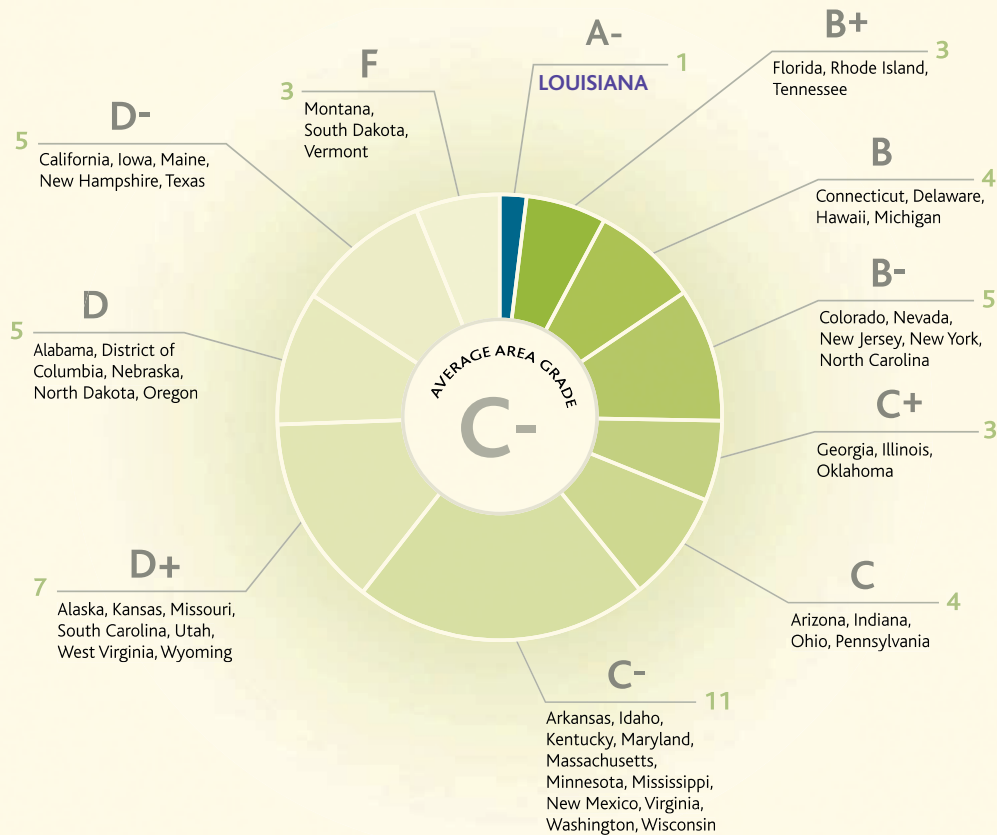 A-
1
LOUISIANA
B+
3
Florida, Rhode Island,
Tennessee
B
4
Connecticut, Delaware,
Hawaii, Michigan
B-
5
Colorado, Nevada,
New Jersey, New York,
North Carolina
C+
3
Georgia, Illinois,
Oklahoma
C
4
Arizona, Indiana,
Ohio, Pennsylvania
C-
11
Arkansas, Idaho,
Kentucky, Maryland,
Massachusetts,
Minnesota, Mississippi,
New Mexico, Virginia,
Washington, Wisconsin
D+
7
Alaska, Kansas, Missouri,
South Carolina, Utah,
West Virginia, Wyoming
D
5
Alabama, District of
Columbia, Nebraska,
North Dakota, Oregon
D-
5
California, Iowa, Maine,
New Hampshire, Texas
F
3
Montana,
South Dakota,
Vermont
AVERAGE AREA GRADE
C-